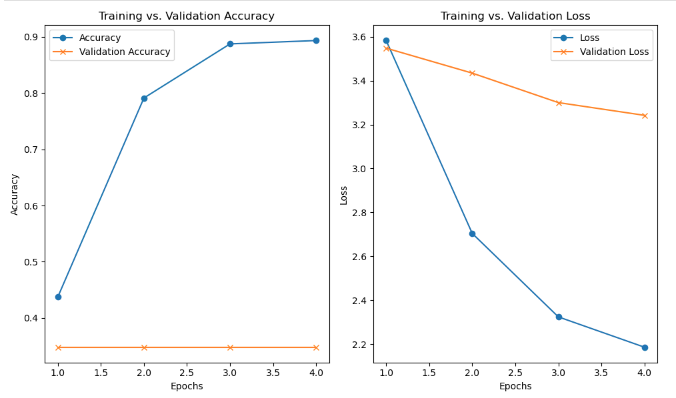 Training vs. Validation Accuracy
Accuracy
Validation Accuracy
0.9
0.8
0.7
0.6
0.5
0.4
Accuracy
1.0 1.5 2.0 2.5 3.0 3.5 4.0
Epochs
Training vs. Validation Loss
Loss
Validation Loss
3.6
3.4
3.2
3.0
2.8
2.6
2.4
2.2
Loss
1.0 1.5 2.0 2.5 3.0 3.5 4.0
Epochs